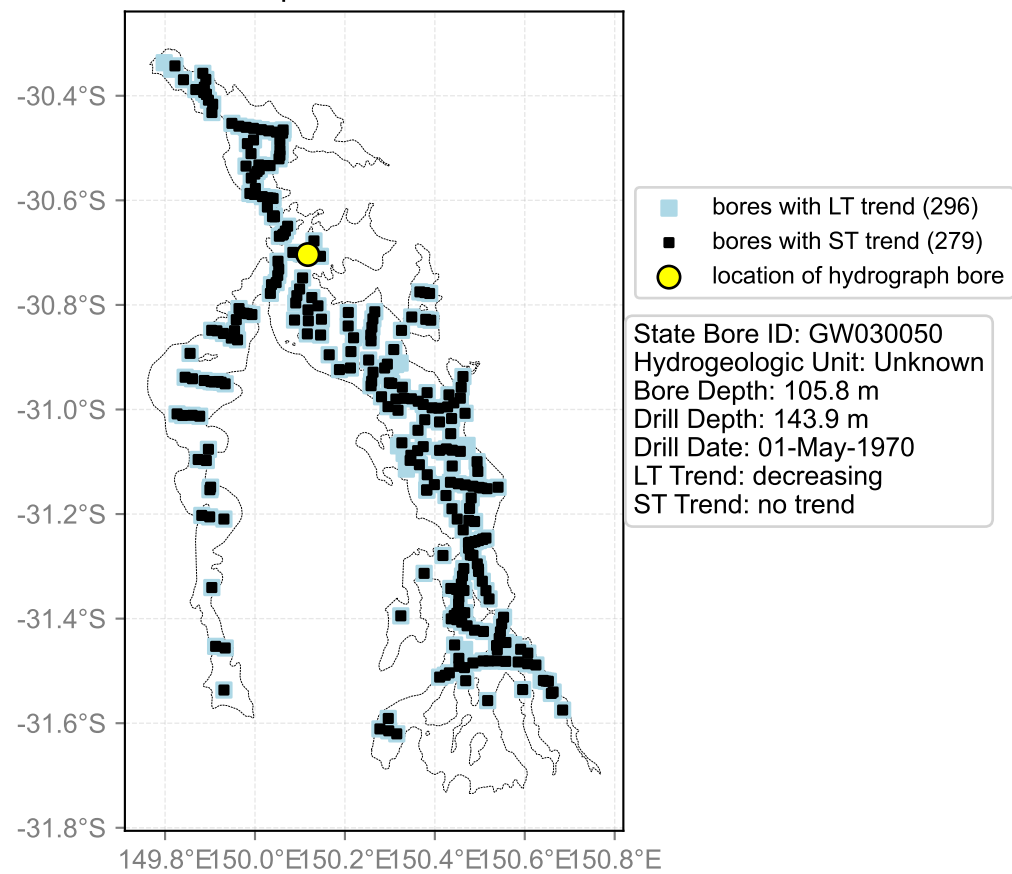 -30.4°S
-30.6°S
-30.8°S
-31.0°S
-31.2°S
-31.4°S
-31.6°S
-31.8°S
149.8°E150.0°E150.2°E150.4°E150.6°E150.8°E
bores with LT trend (296)
bores with ST trend (279)
location of hydrograph bore
State Bore ID: GW030050
Hydrogeologic Unit: Unknown
Bore Depth: 105.8 m
Drill Depth: 143.9 m
Drill Date: 01-May-1970
LT Trend: decreasing
ST Trend: no trend